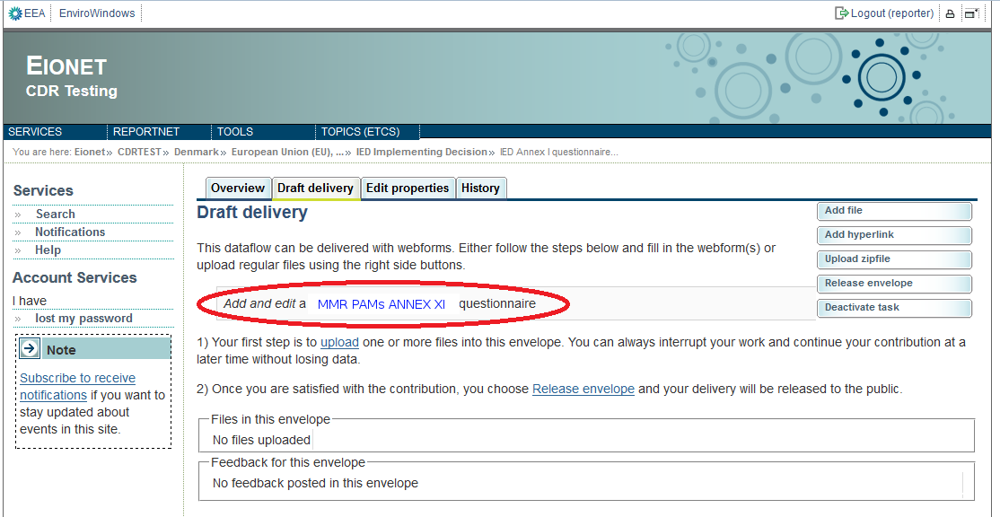 EEA EnviroWindows Logout (reporter)
EIONET
CDR Testing
SERVICES REPORTNET TOOLS TOPICS (ETCS)
You are here: Eionet» CDRTEST» Denmark» European Union (EU), ...» IED Implementing Decision» IED Annex I questionnaire...
Services
» Search
» Notifications
» Help
Account Services
I have
» lost my password
Note
Subscribe to receive
notifications if you want to
stay updated about
events in this site.
Overview Draft delivery Edit properties History
Draft delivery
Add file
Add hyperlink
Upload zipfile
Release envelope
Deactivate task
This dataflow can be delivered with webforms. Either follow the steps below and fill in the webform(s) or
upload regular files using the right side buttons.
Add and edit a MMR PAMs ANNEX XI questionnaire
1) Your first step is to upload one or more files into this envelope. You can always interrupt your work and continue your contribution at a
later time without losing data.
2) Once you are satisfied with the contribution, you choose Release envelope and your delivery will be released to the public.
Files in this envelope
No files uploaded
Feedback for this envelope
No feedback posted in this envelope